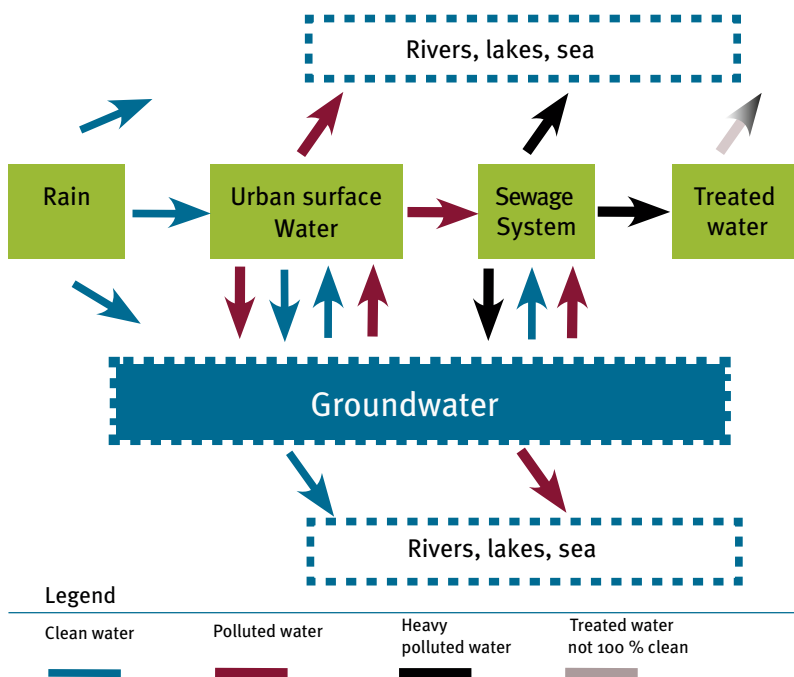 Rivers, lakes, sea
Rain
Urban surface
Water
Sewage
System
Treated
water
Groundwater
Rivers, lakes, sea
Legend
Clean water
Polluted water
Heavy
polluted water
Treated water
not 100 % clean